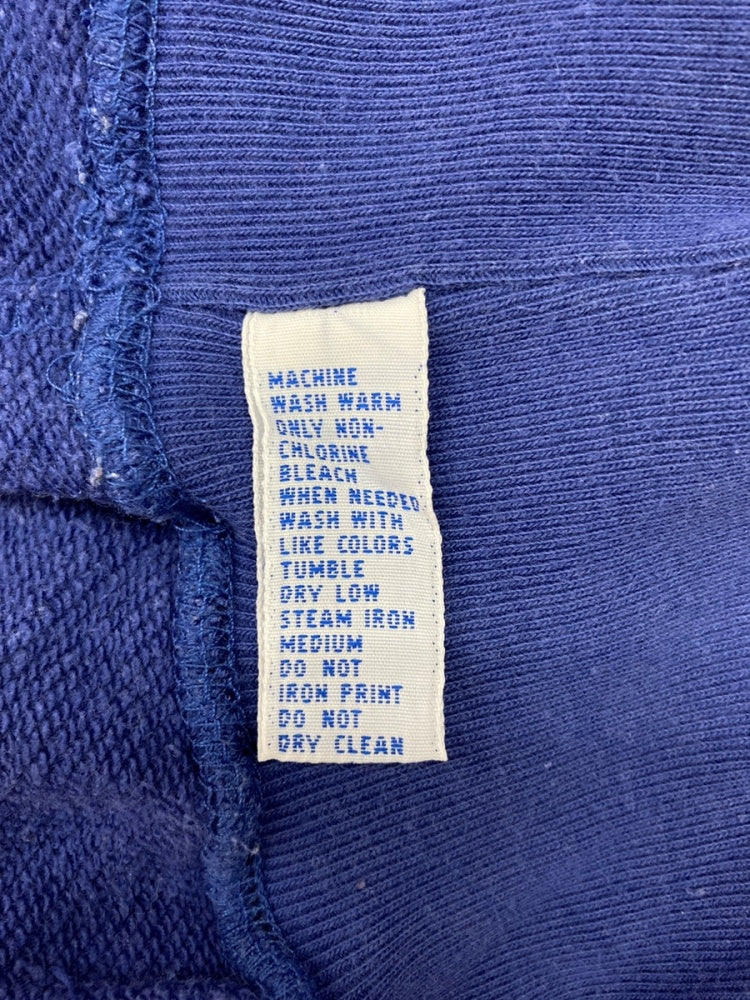 MACHINE
WASH WARM
ONLY NON-
CHLORINE
BLEACH
WHEN NEEDED
WASH WITH
LIKE COLORS
TUMBLE
DRY LOW
STEAM IRON
MEDIUM
DO NOT
IRON PRINT
DO NOT
DRY CLEAN